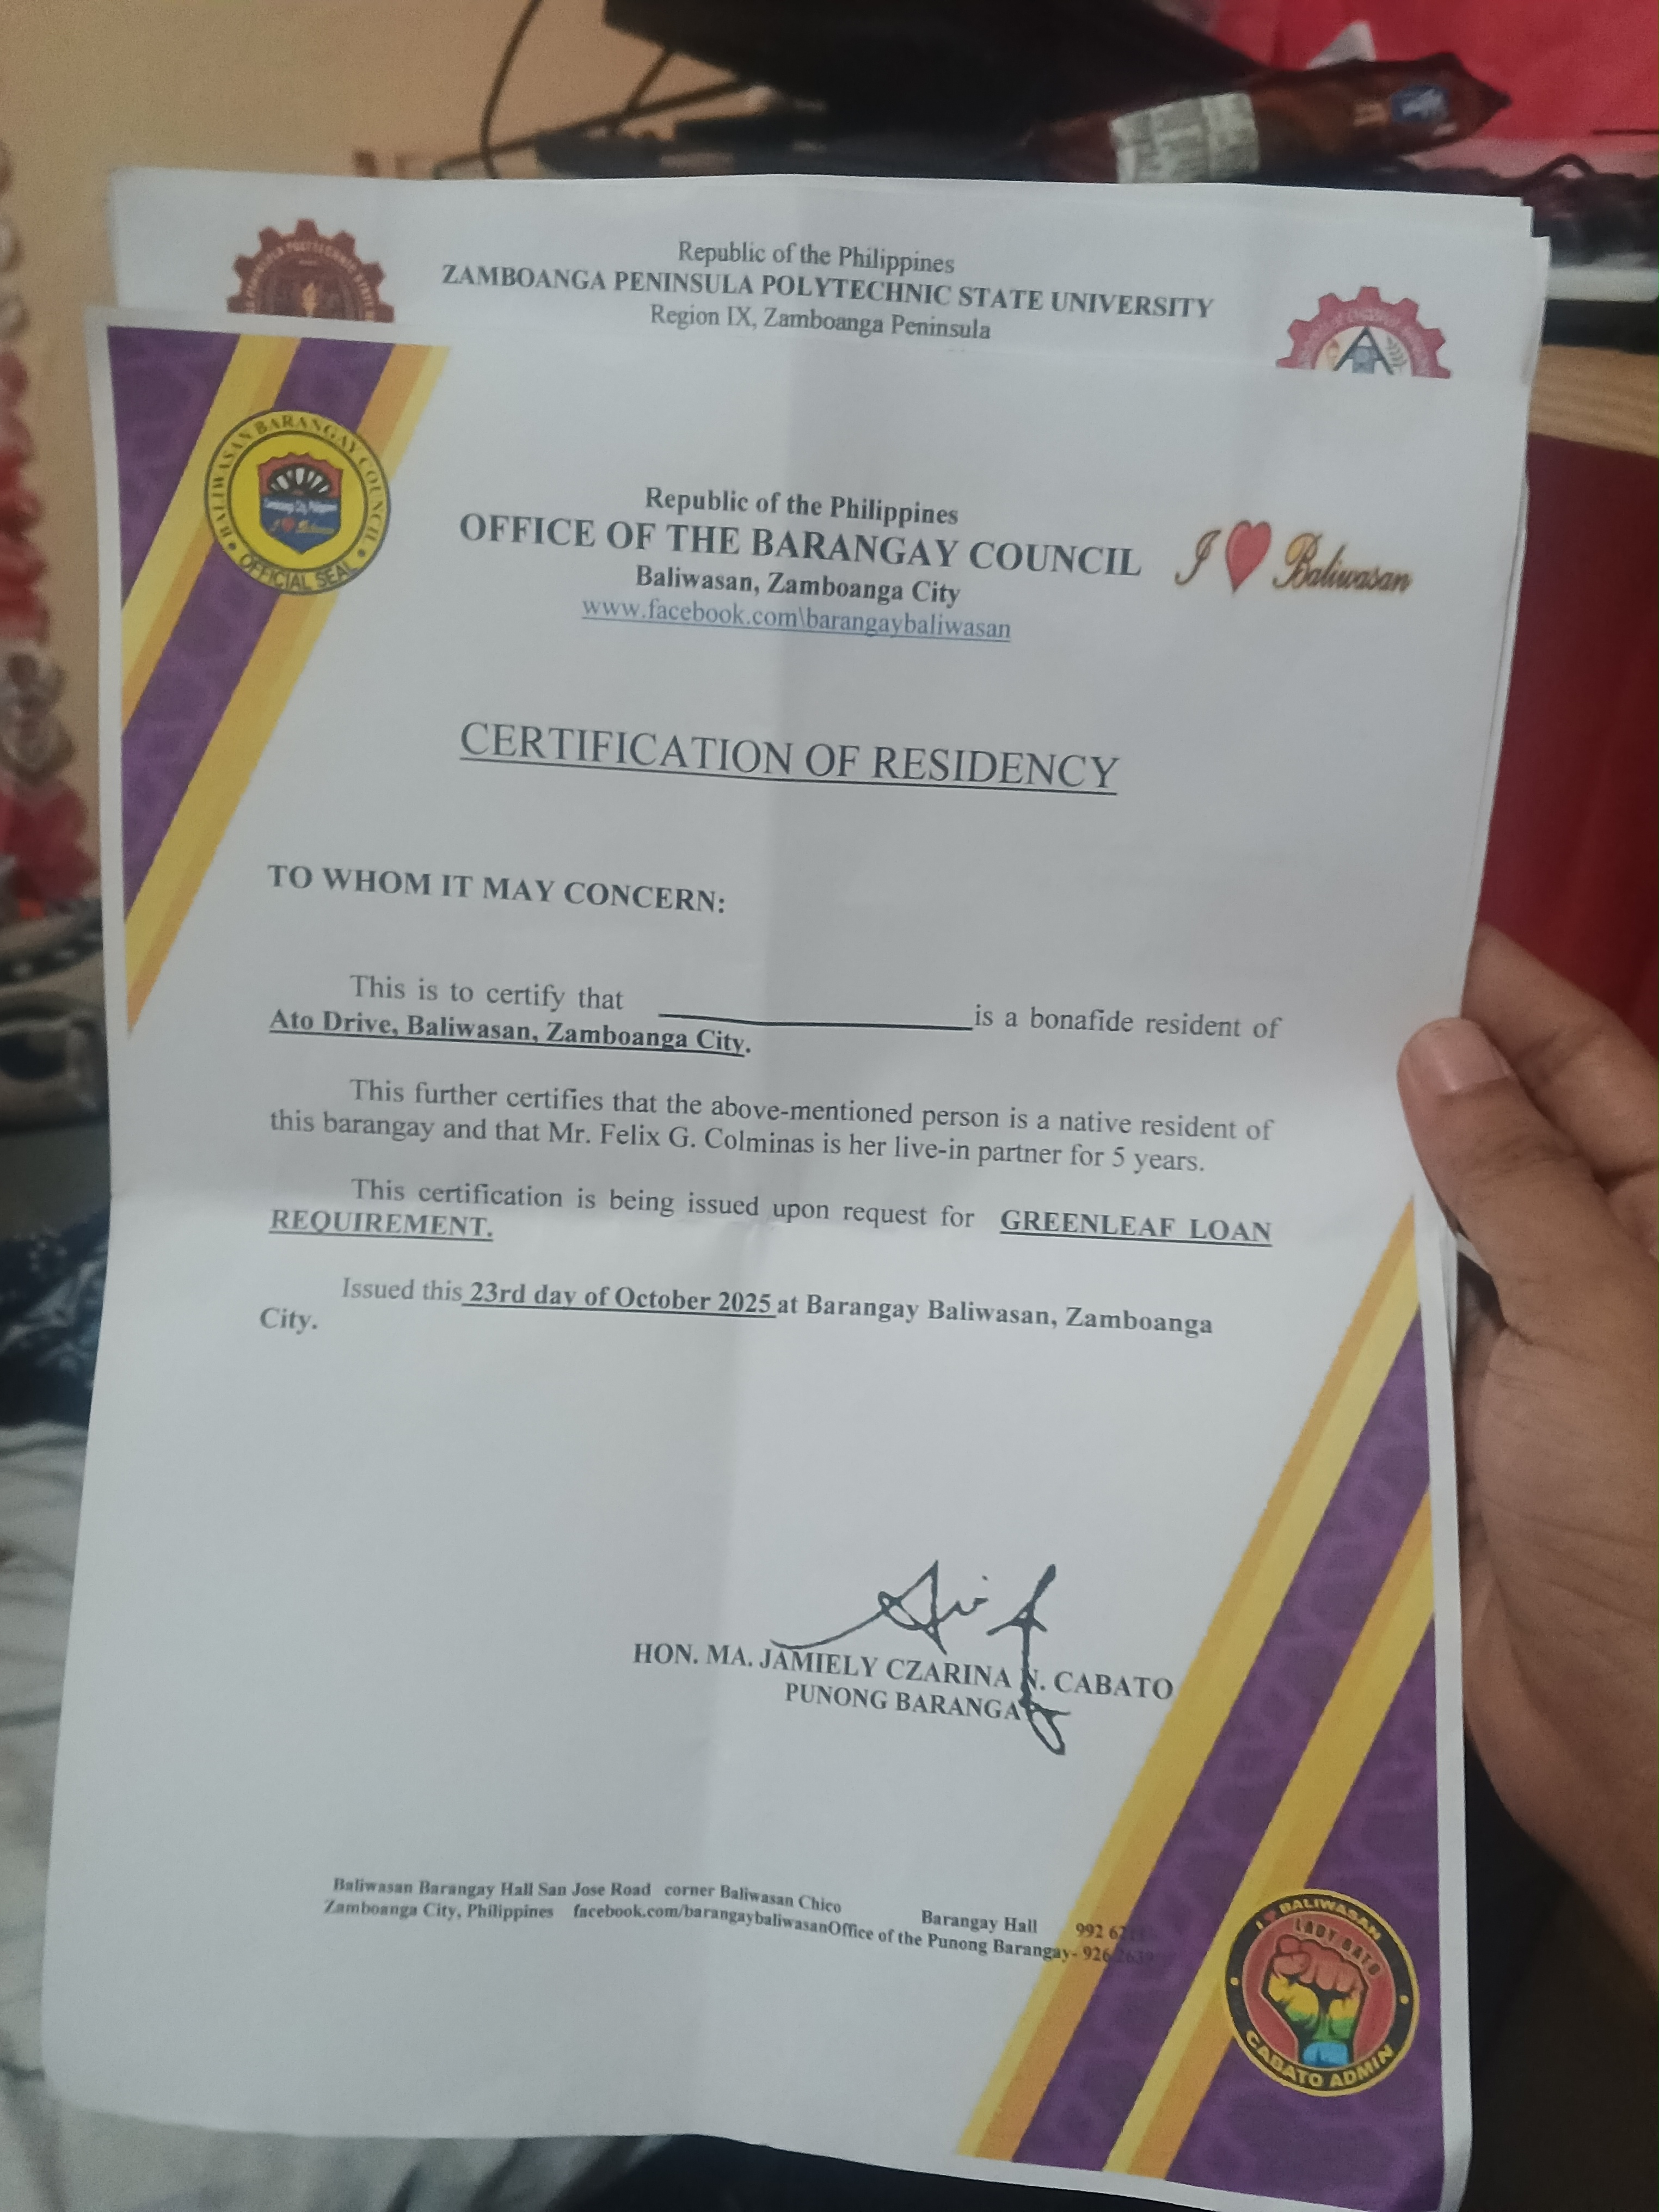 Republic of the Philippines
ZAMBOANGA PENINSULA POLYTECHNIC STATE UNIVERSITY
Region IX, Zamboanga Peninsula
BALIWASAN BARANGAY COUNCIL
OFFICIAL SEAL
Republic of the Philippines
OFFICE OF THE BARANGAY COUNCIL
Baliwasan, Zamboanga City
www.facebook.com\barangaybaliwasan
I ❤ Baliwasan
CERTIFICATION OF RESIDENCY
TO WHOM IT MAY CONCERN:
This is to certify that ____________________ is a bonafide resident of
Ato Drive, Baliwasan, Zamboanga City.
This further certifies that the above-mentioned person is a native resident of
this barangay and that Mr. Felix G. Colminas is her live-in partner for 5 years.
This certification is being issued upon request for GREENLEAF LOAN
REQUIREMENT.
Issued this 23rd day of October 2025 at Barangay Baliwasan, Zamboanga
City.
HON. MA. JAMIELY CZARINA N. CABATO
PUNONG BARANGAY
Baliwasan Barangay Hall San Jose Road corner Baliwasan Chico Barangay Hall 992
Zamboanga City, Philippines facebook.com/barangaybaliwasanOffice of the Punong Barangay- 926
I ❤ BALIWASAN
LADY BATO
CABATO ADMIN